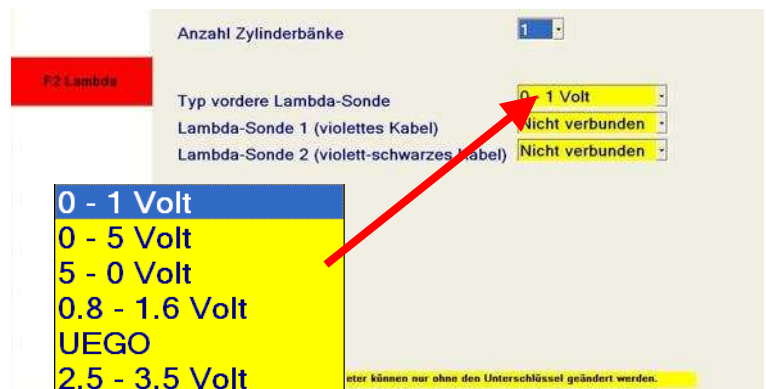 Anzahl Zylinderbänke 1
F2 Lambda
Typ vordere Lambda-Sonde 0 - 1 Volt
Lambda-Sonde 1 (violettes Kabel) Nicht verbunden
Lambda-Sonde 2 (violett-schwarzes Kabel) Nicht verbunden
0 - 1 Volt
0 - 5 Volt
5 - 0 Volt
0.8 - 1.6 Volt
UEGO
2.5 - 3.5 Volt
eter können nur ohne den Unterschlüssel geändert werden.